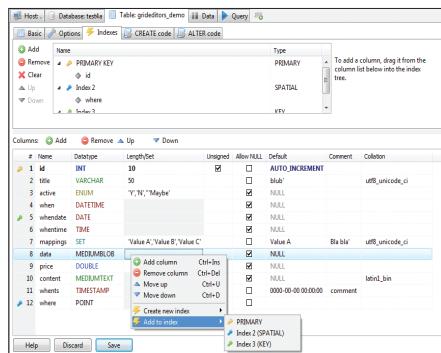 Host: Database: testfia Table: grideditors_demo Data Query
Basic Options Indexes CREATE code ALTER code
Add
Remove
Clear
Up
Down
Name Type
PRIMARY KEY PRIMARY
id
Index 2 SPATIAL
where
Index 3 KEY
To add a column, drag it from the
column list below into the index
tree.
Columns: Add Remove Up Down
# Name Datatype Length/Set Unsigned Allow NULL Default Comment Collation
1 id INT 10 AUTO_INCREMENT
2 title VARCHAR 50 blub' utf8_unicode_ci
3 active ENUM 'Y','N','"Maybe' NULL
4 when DATETIME NULL
5 whendate DATE NULL
6 whentime TIME NULL
7 mappings SET 'Value A','Value B','Value C' Value A Bla bla' utf8_unicode_ci
8 data MEDIUMBLOB NULL
9 price DOUBLE NULL
10 content MEDIUMTEXT NULL latin1_bin
11 whents TIMESTAMP 0000-00-00 00:00:00 comment
12 where POINT
Add column Ctrl+Ins
Remove column Ctrl+Del
Move up Ctrl+U
Move down Ctrl+D
Create new index
Add to index
PRIMARY
Index 2 (SPATIAL)
Index 3 (KEY)
Help Discard Save